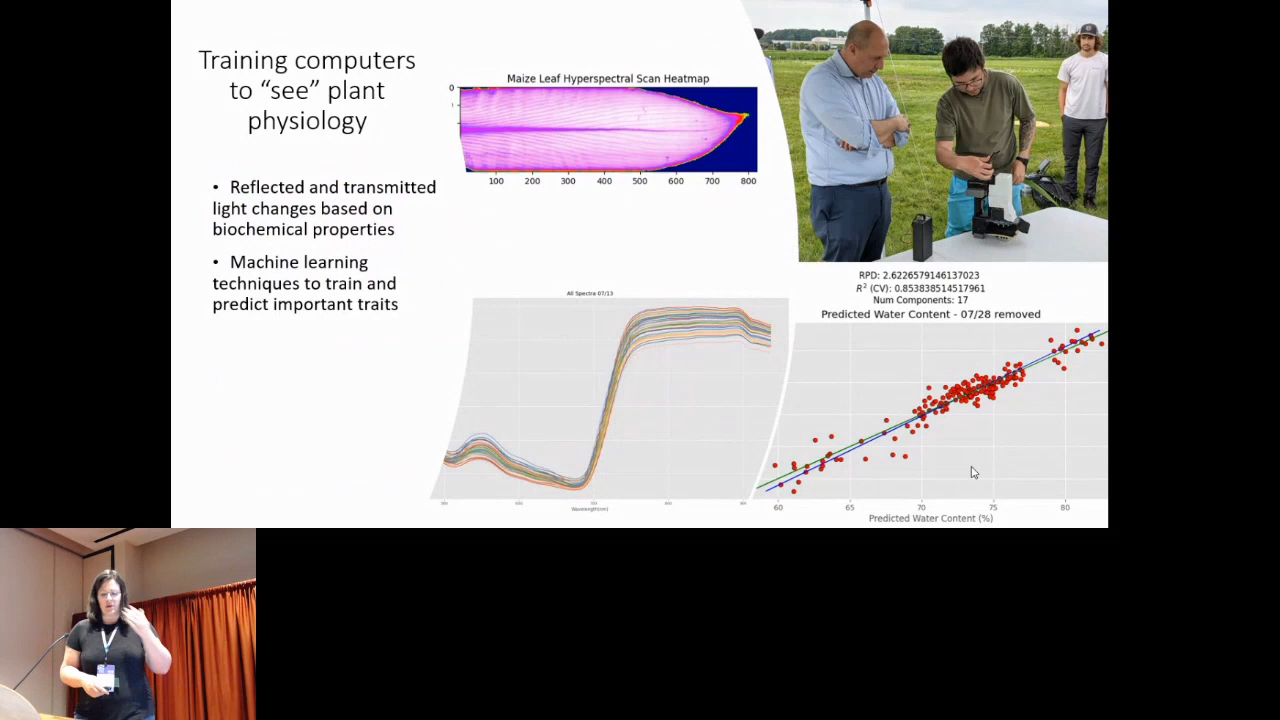 Training computers
to “see” plant
physiology
• Reflected and transmitted
light changes based on
biochemical properties
• Machine learning
techniques to train and
predict important traits
Maize Leaf Hyperspectral Scan Heatmap
0
100 200 300 400 500 600 700 800
All Spectra 07/13
Wavelength(nm)
RPD: 2.6226579146137023
R² (CV): 0.853838514517961
Num Components: 17
Predicted Water Content - 07/28 removed
60 65 70 75 80
Predicted Water Content (%)